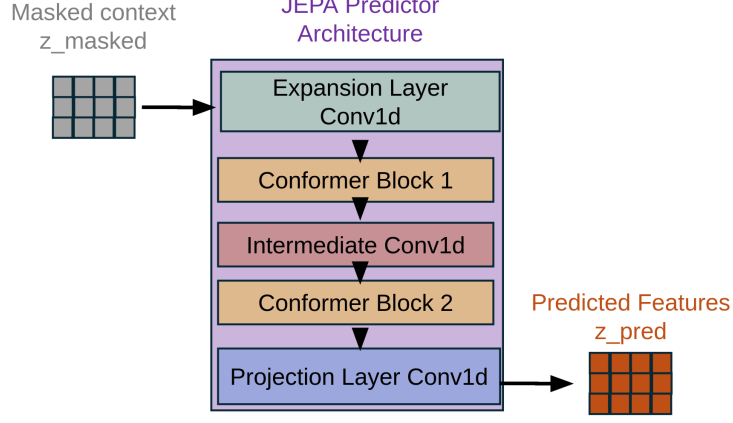 Masked context
z_masked
JEPA Predictor
Architecture
Expansion Layer
Conv1d
Conformer Block 1
Intermediate Conv1d
Conformer Block 2
Projection Layer Conv1d
Predicted Features
z_pred